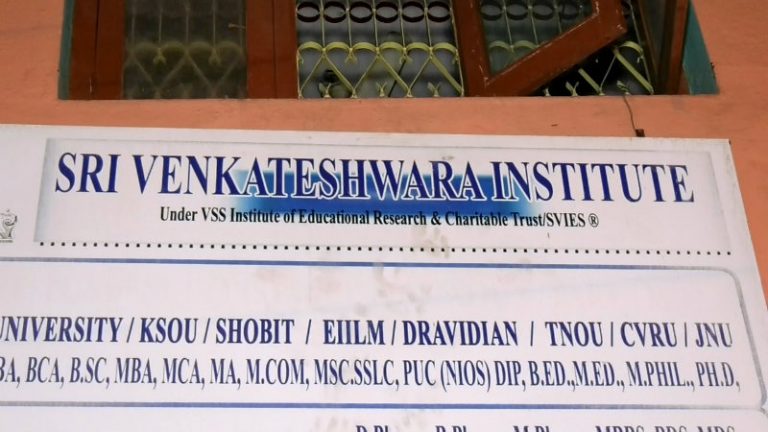 SRI VENKATESHWARA INSTITUTE
Under VSS Institute of Educational Research & Charitable Trust/SVIES ®
UNIVERSITY / KSOU / SHOBIT / EIILM / DRAVIDIAN / TNOU / CVRU / JNU
BA, BCA, B.SC, MBA, MCA, MA, M.COM, MSC.SSLC, PUC (NIOS) DIP, B.ED.,M.ED., M.PHIL., PH.D,